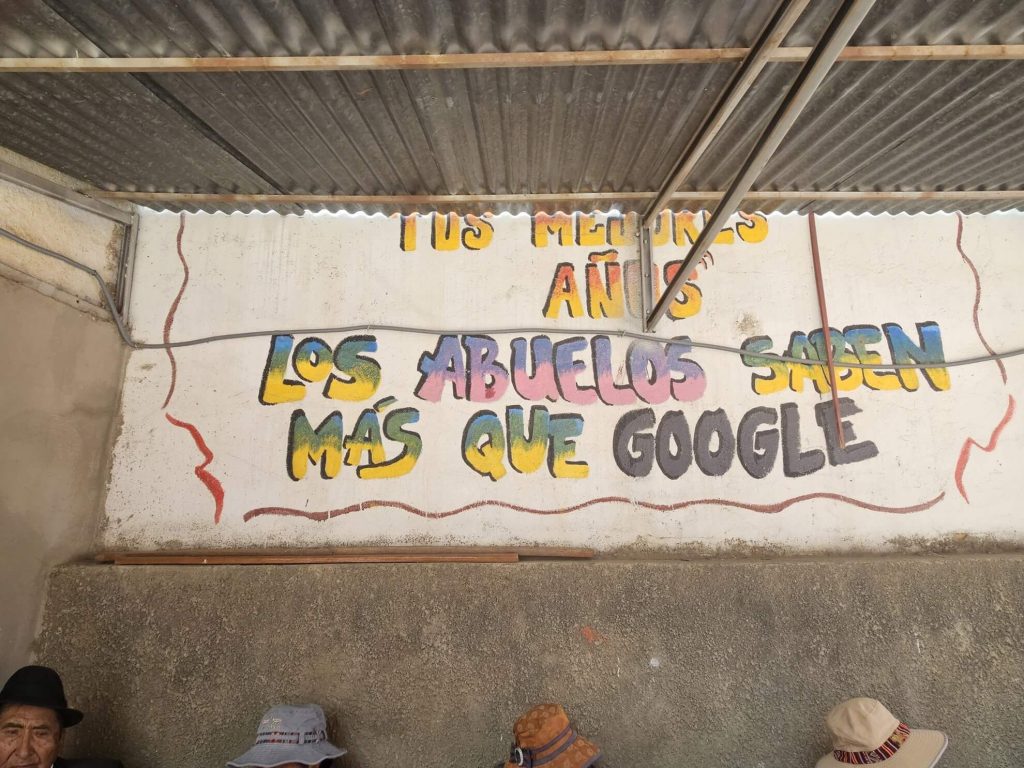 TUS MEJORES
AÑOS"
LOS ABUELOS SABEN
MÁS QUE GOOGLE